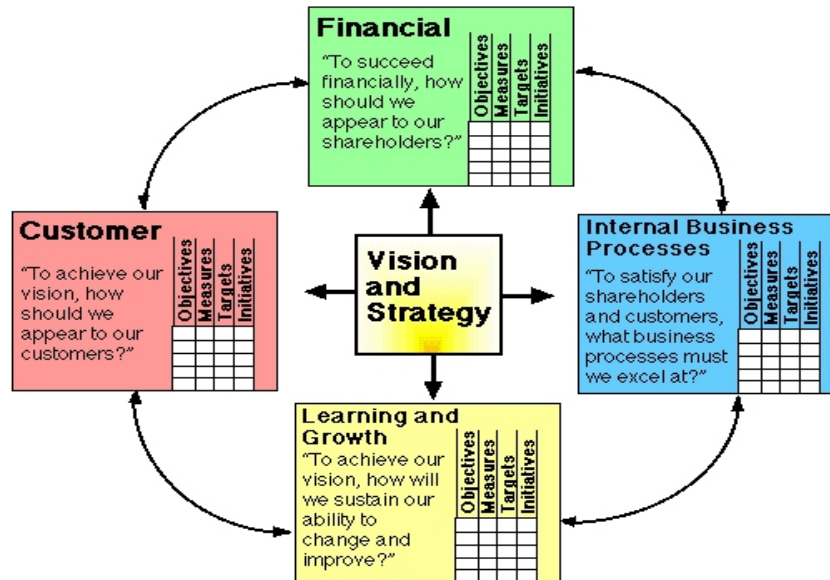 Financial
“To succeed
financially, how
should we
appear to our
shareholders?”
Objectives
Measures
Targets
Initiatives
Customer
“To achieve our
vision, how
should we
appear to our
customers?”
Objectives
Measures
Targets
Initiatives
Vision
and
Strategy
Internal Business
Processes
“To satisfy our
shareholders
and customers,
what business
processes must
we excel at?”
Objectives
Measures
Targets
Initiatives
Learning and
Growth
“To achieve our
vision, how will
we sustain our
ability to
change and
improve?”
Objectives
Measures
Targets
Initiatives